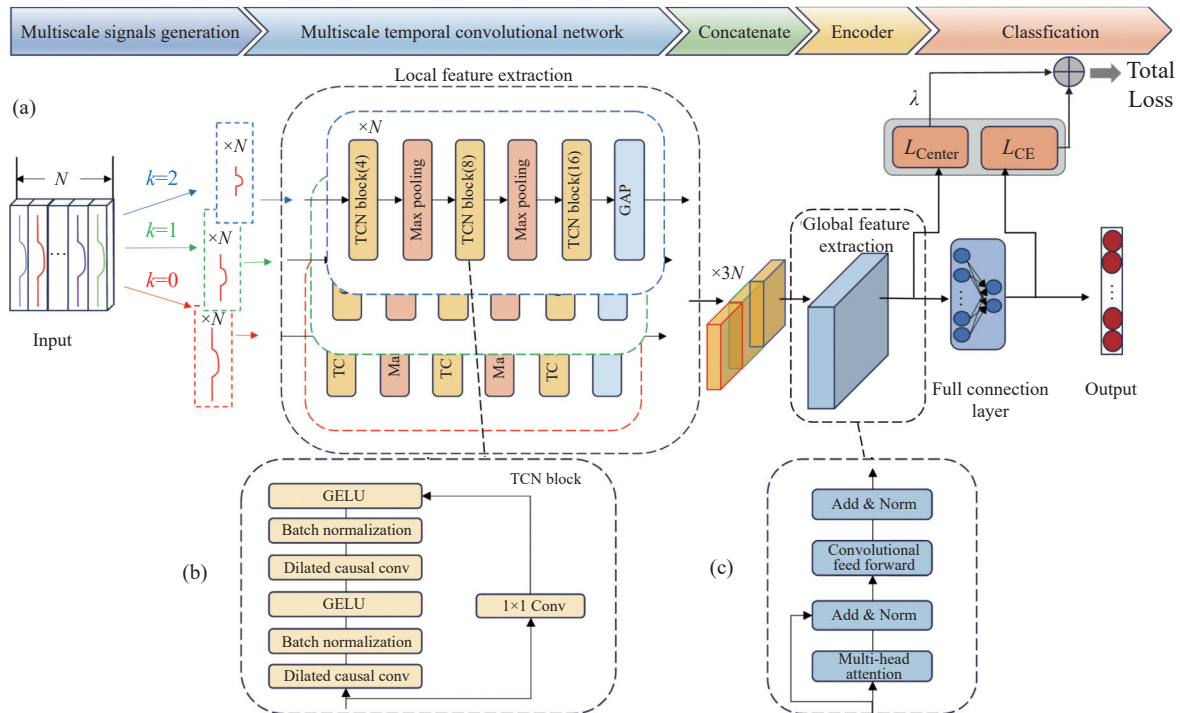 Multiscale signals generation
Multiscale temporal convolutional network
Concatenate
Encoder
Classfication
(a)
Local feature extraction
Total
Loss
λ
L_Center
L_CE
×N
N
k=2
k=1
k=0
×N
×N
×N
Input
TCN block(4)
Max pooling
TCN block(8)
Max pooling
TCN block(16)
GAP
TC
Ma
TC
Ma
TC
×3N
Global feature
extraction
Full connection
layer
Output
(b)
TCN block
GELU
Batch normalization
Dilated causal conv
GELU
Batch normalization
Dilated causal conv
1×1 Conv
(c)
Add & Norm
Convolutional
feed forward
Add & Norm
Multi-head
attention